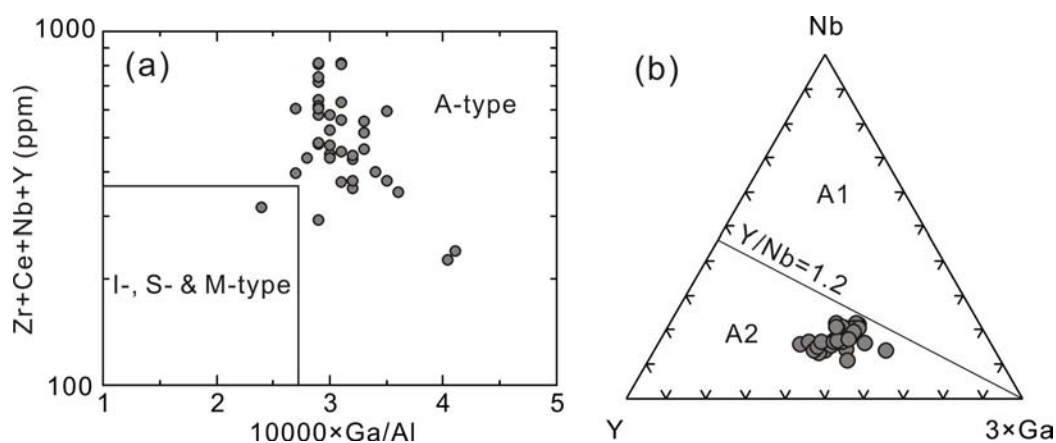 1000
(a)
A-type
Zr+Ce+Nb+Y (ppm)
I-, S- & M-type
100
1 2 3 4 5
10000×Ga/Al
Nb
(b)
A1
Y/Nb=1.2
A2
Y 3×Ga